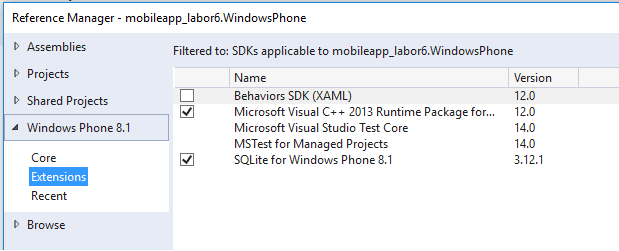 Reference Manager - mobileapp_labor6.WindowsPhone
Assemblies
Projects
Shared Projects
Windows Phone 8.1
Core
Extensions
Recent
Browse
Filtered to: SDKs applicable to mobileapp_labor6.WindowsPhone
Name Version
Behaviors SDK (XAML) 12.0
Microsoft Visual C++ 2013 Runtime Package for... 12.0
Microsoft Visual Studio Test Core 14.0
MSTest for Managed Projects 14.0
SQLite for Windows Phone 8.1 3.12.1